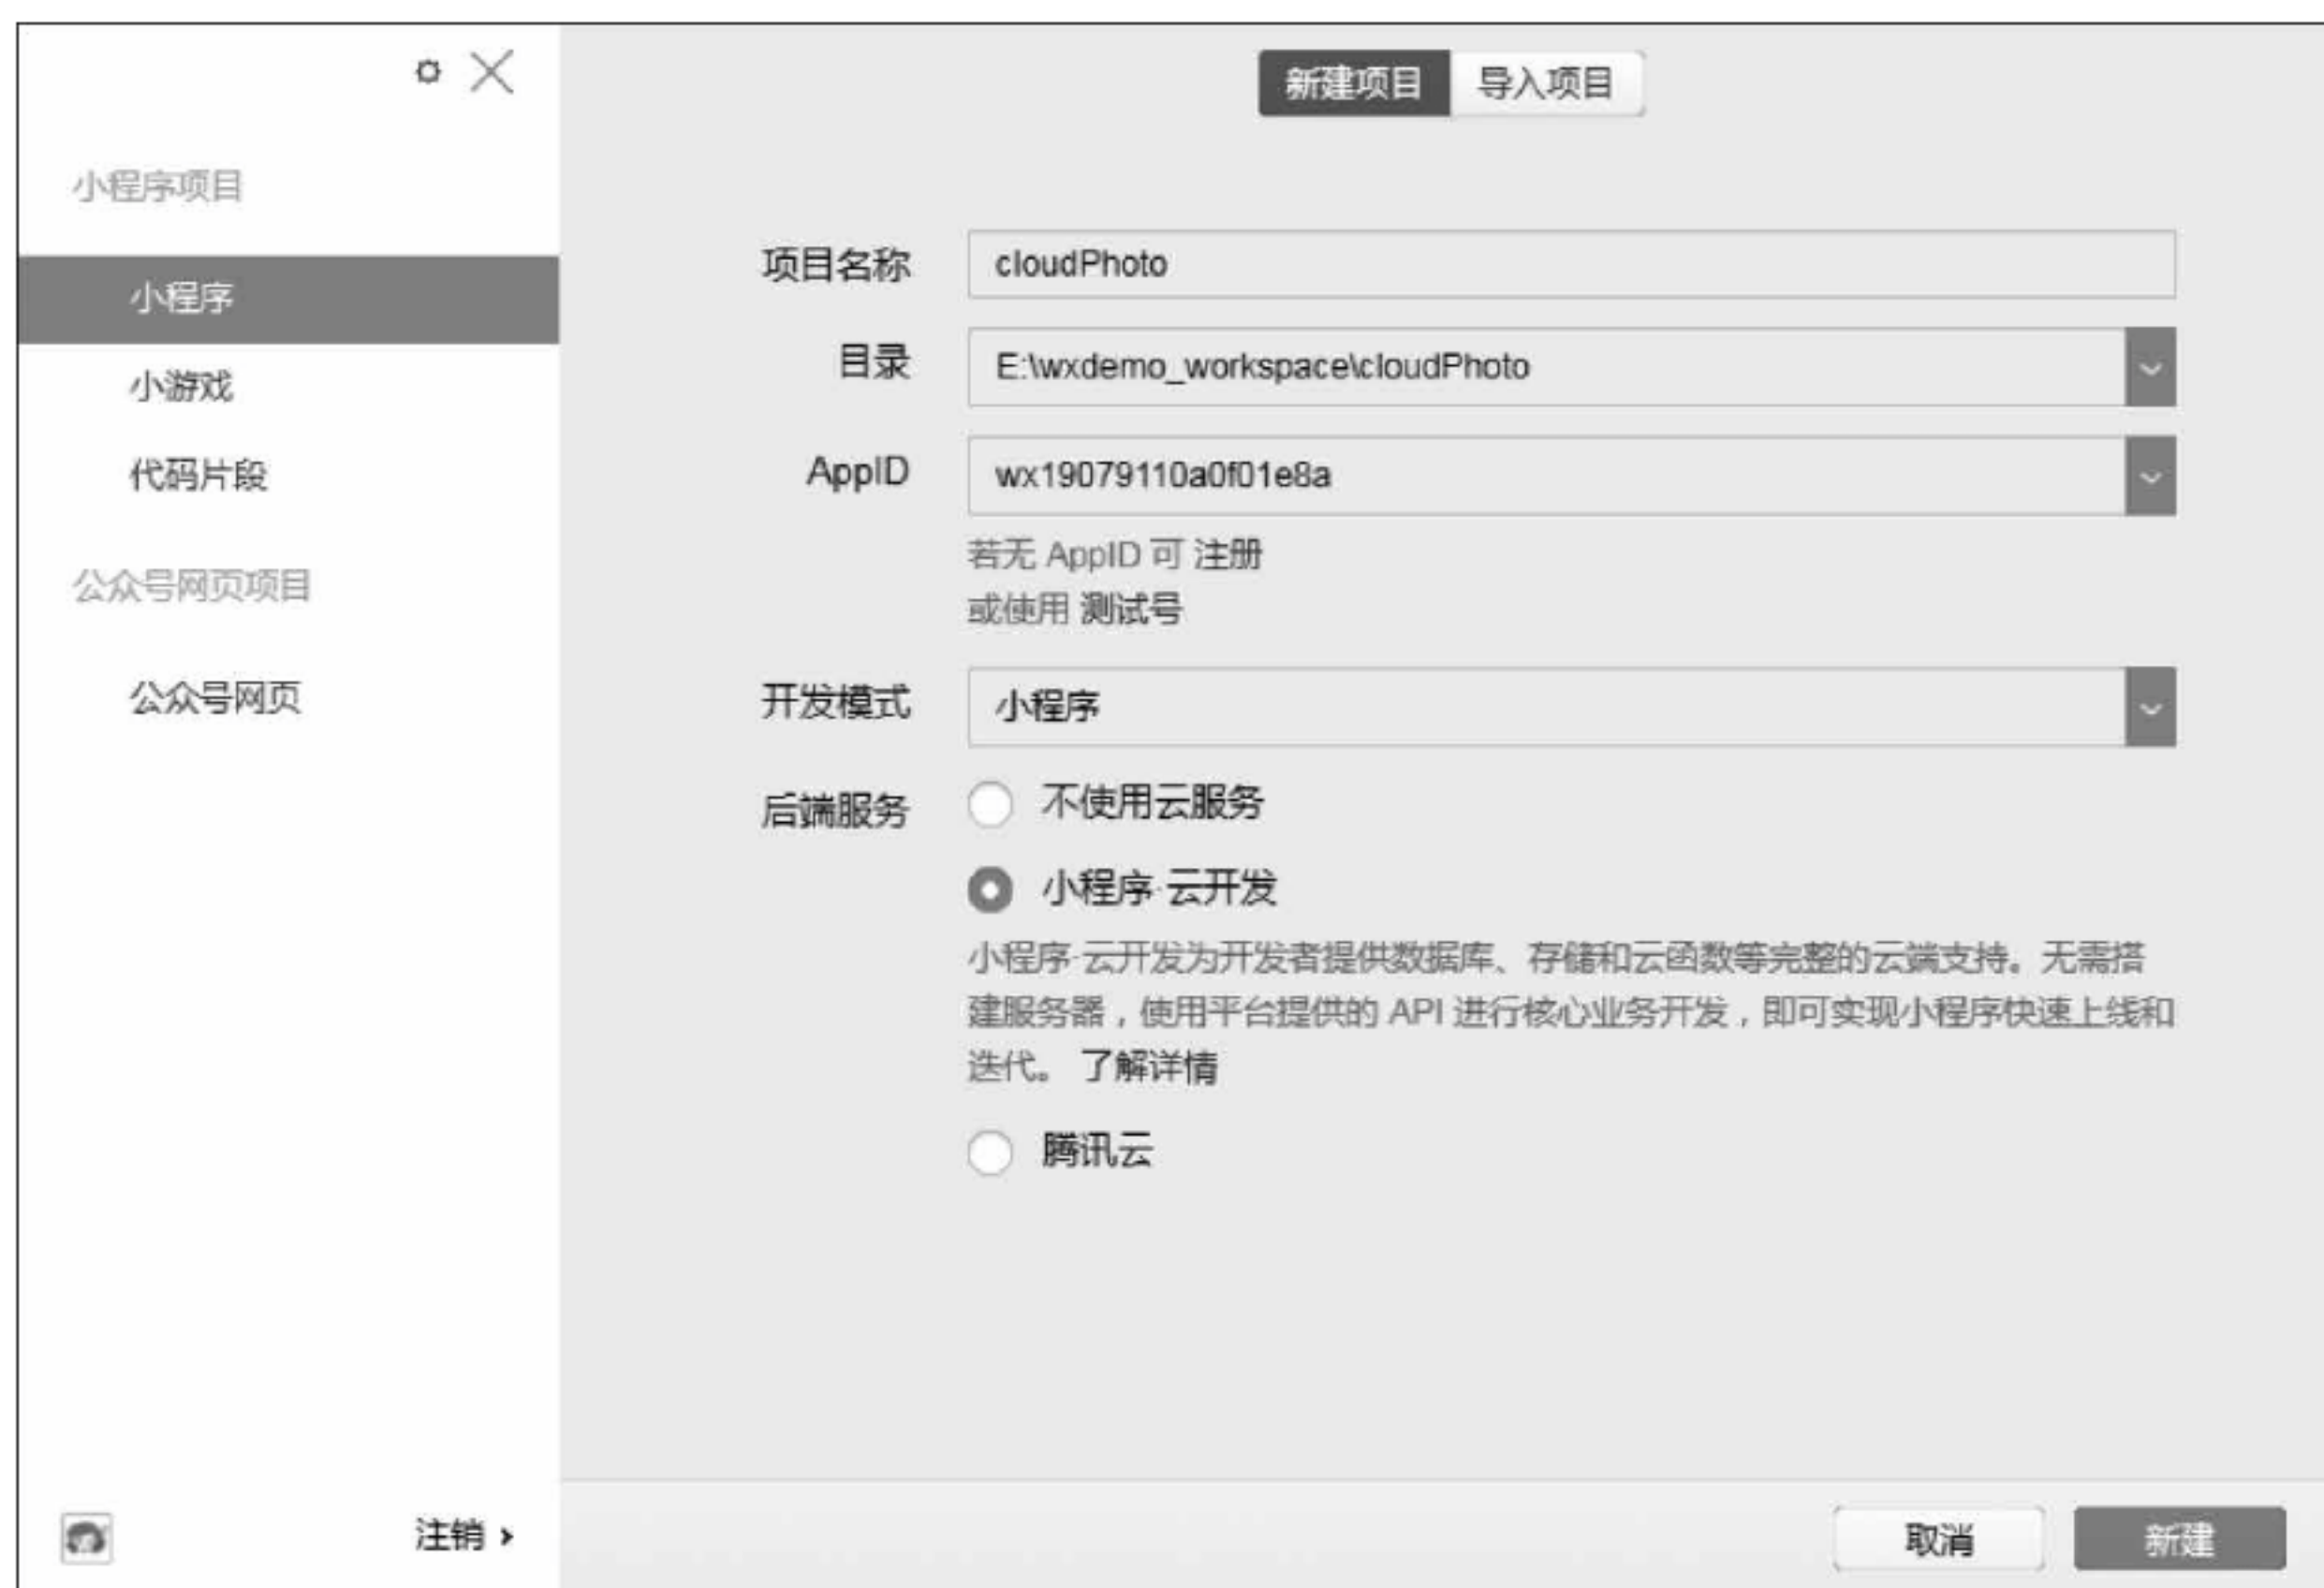 小程序项目
小程序
小游戏
代码片段
公众号网页项目
公众号网页
注销 ›
新建项目 导入项目
项目名称 cloudPhoto
目录 E:\wxdemo_workspace\cloudPhoto
AppID wx19079110a0f01e8a
若无 AppID 可 注册
或使用 测试号
开发模式 小程序
后端服务 不使用云服务
小程序·云开发
小程序·云开发为开发者提供数据库、存储和云函数等完整的云端支持。无需搭
建服务器，使用平台提供的 API 进行核心业务开发，即可实现小程序快速上线和
迭代。 了解详情
腾讯云
取消 新建